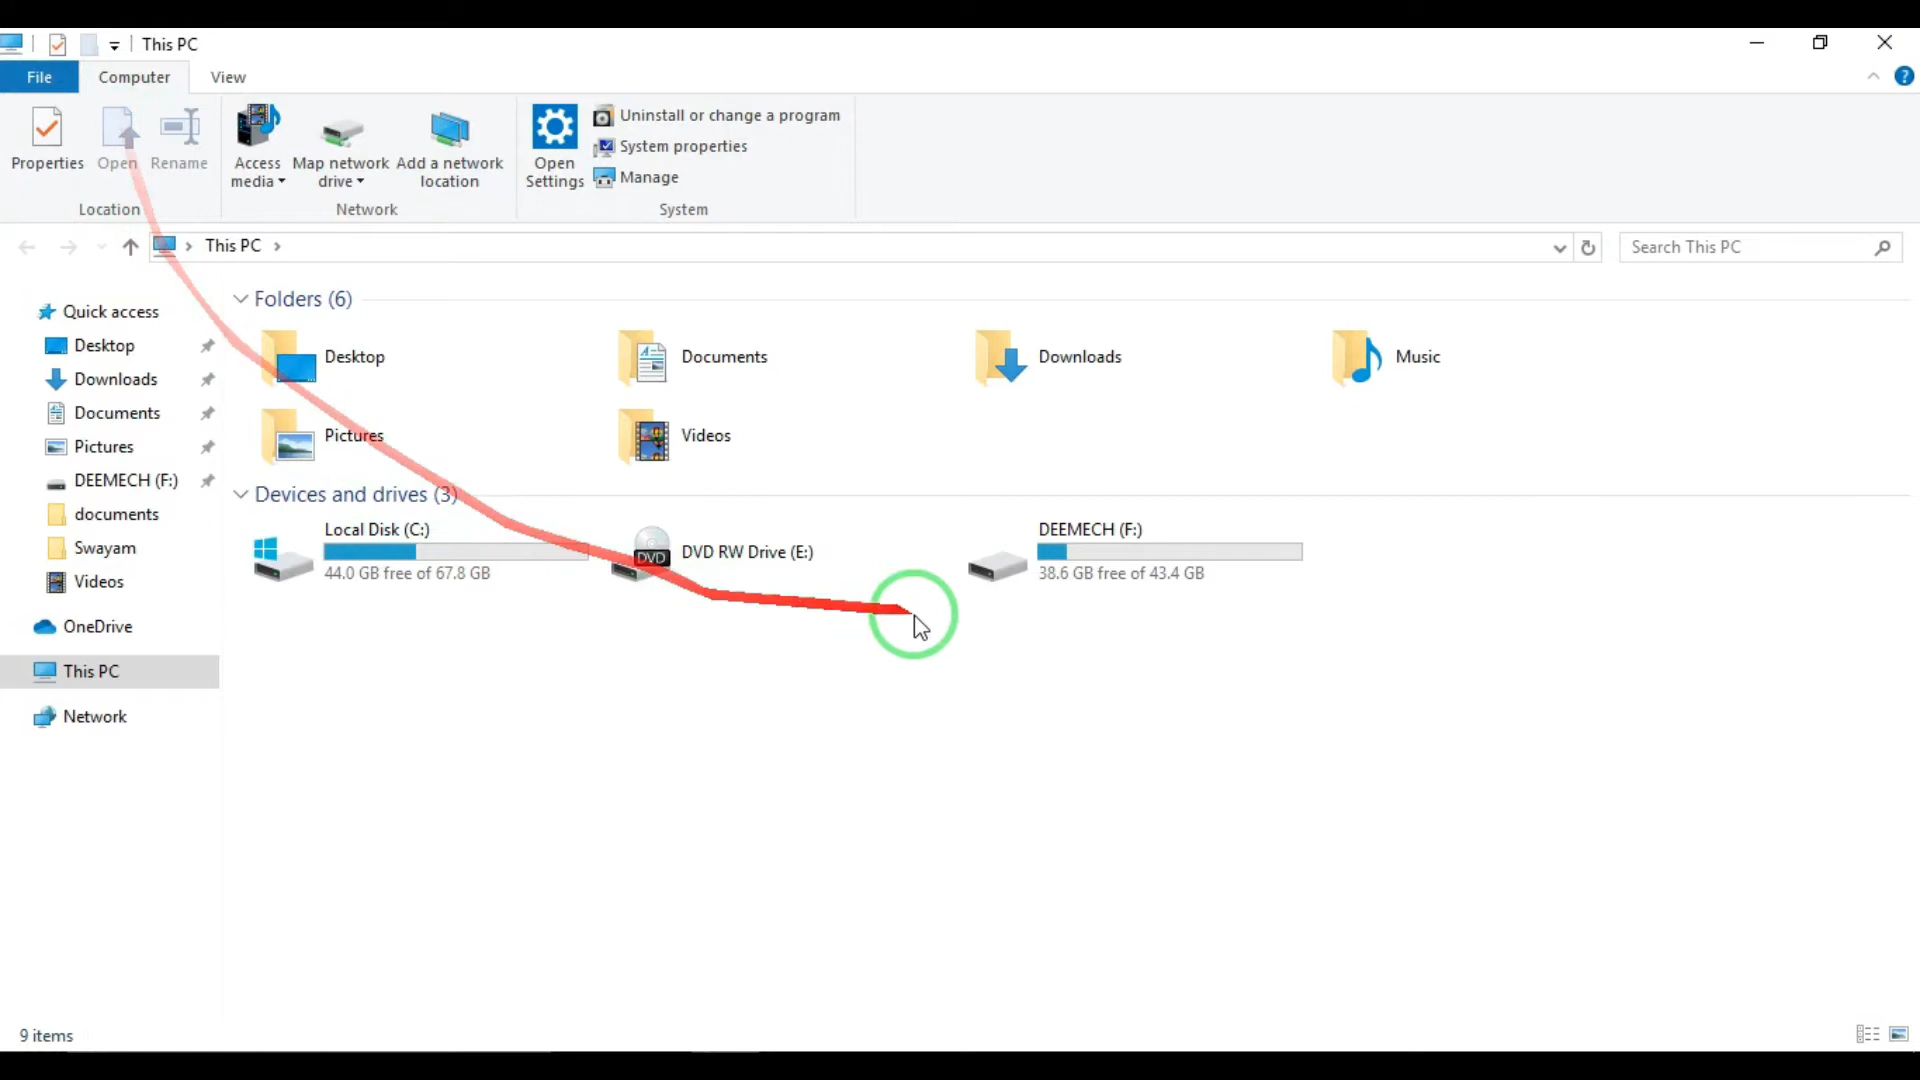 This PC
File Computer View
Properties Open Rename Access media Map network drive Add a network location Open Settings
Uninstall or change a program
System properties
Manage
Location Network System
This PC
Search This PC
Quick access
Desktop
Downloads
Documents
Pictures
DEEMECH (F:)
documents
Swayam
Videos
OneDrive
This PC
Network
Folders (6)
Desktop Documents Downloads Music
Pictures Videos
Devices and drives (3)
Local Disk (C:)
44.0 GB free of 67.8 GB
DVD
DVD RW Drive (E:)
DEEMECH (F:)
38.6 GB free of 43.4 GB
9 items